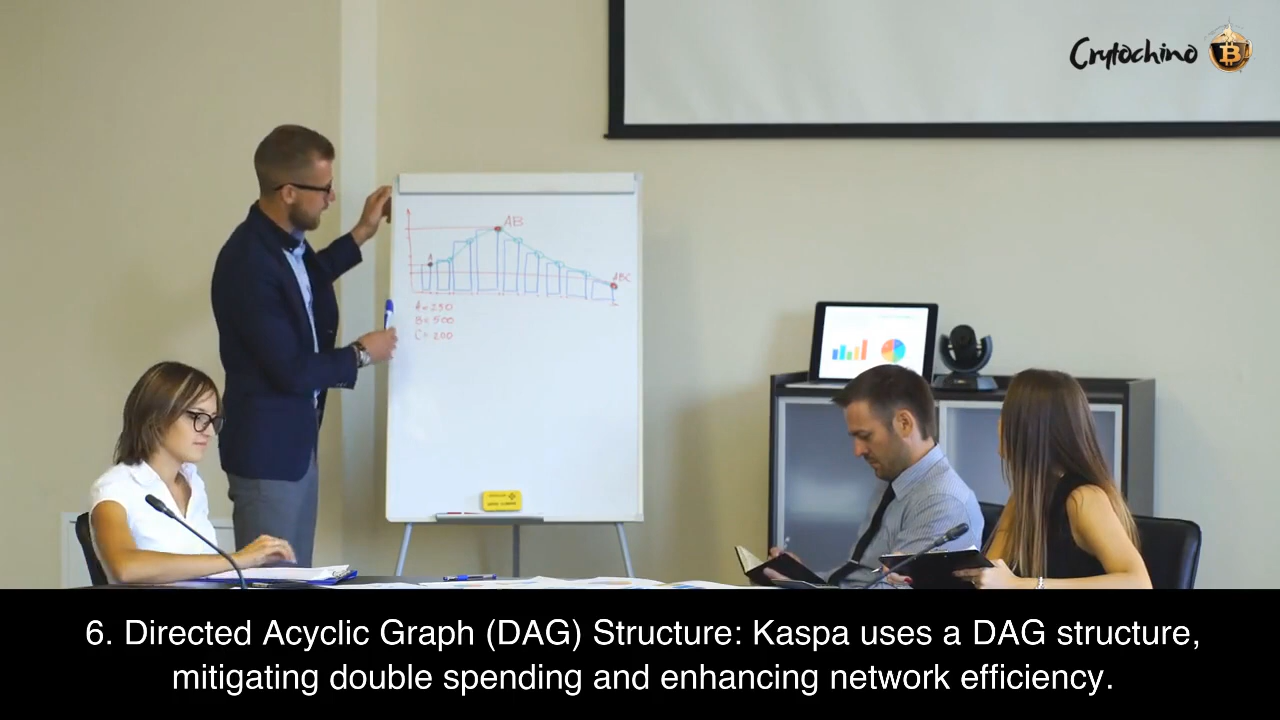 Crytochino
AB
A
ABC
A = 250
B = 500
C = 200
6. Directed Acyclic Graph (DAG) Structure: Kaspa uses a DAG structure,
mitigating double spending and enhancing network efficiency.